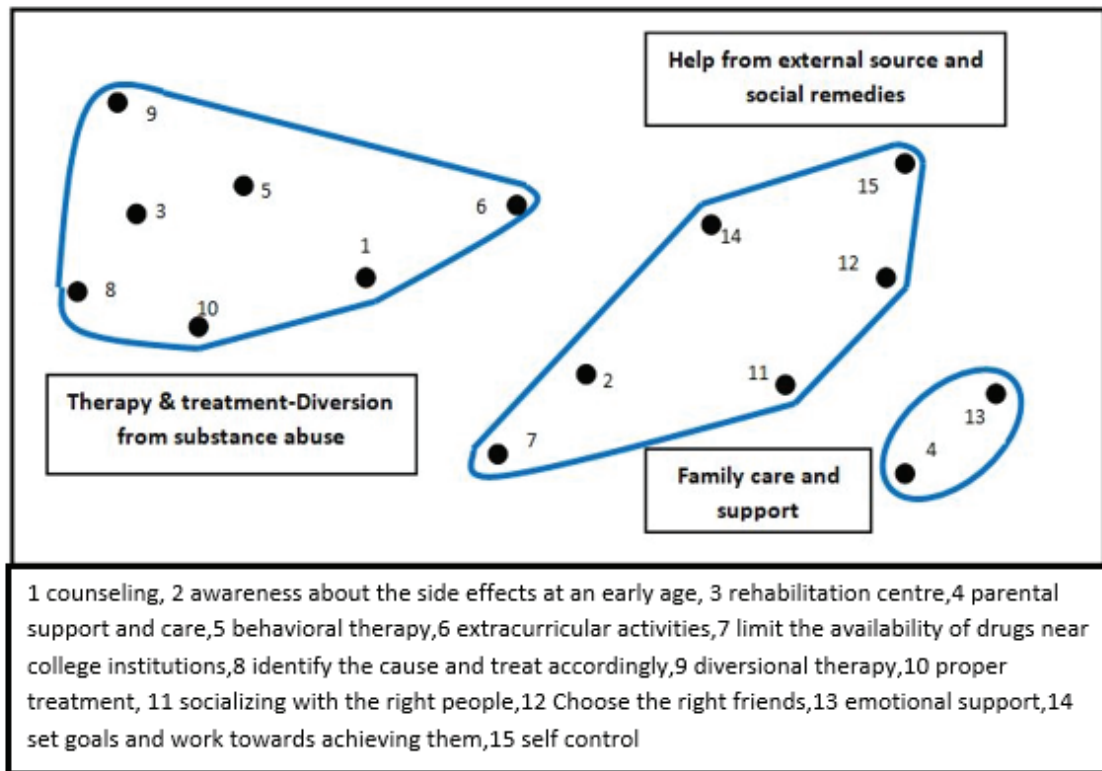 Help from external source and
social remedies
9
5
3
6
15
14
1
12
8
10
2
11
Therapy & treatment-Diversion
from substance abuse
13
7
4
Family care and
support
1 counseling, 2 awareness about the side effects at an early age, 3 rehabilitation centre,4 parental
support and care,5 behavioral therapy,6 extracurricular activities,7 limit the availability of drugs near
college institutions,8 identify the cause and treat accordingly,9 diversional therapy,10 proper
treatment, 11 socializing with the right people,12 Choose the right friends,13 emotional support,14
set goals and work towards achieving them,15 self control